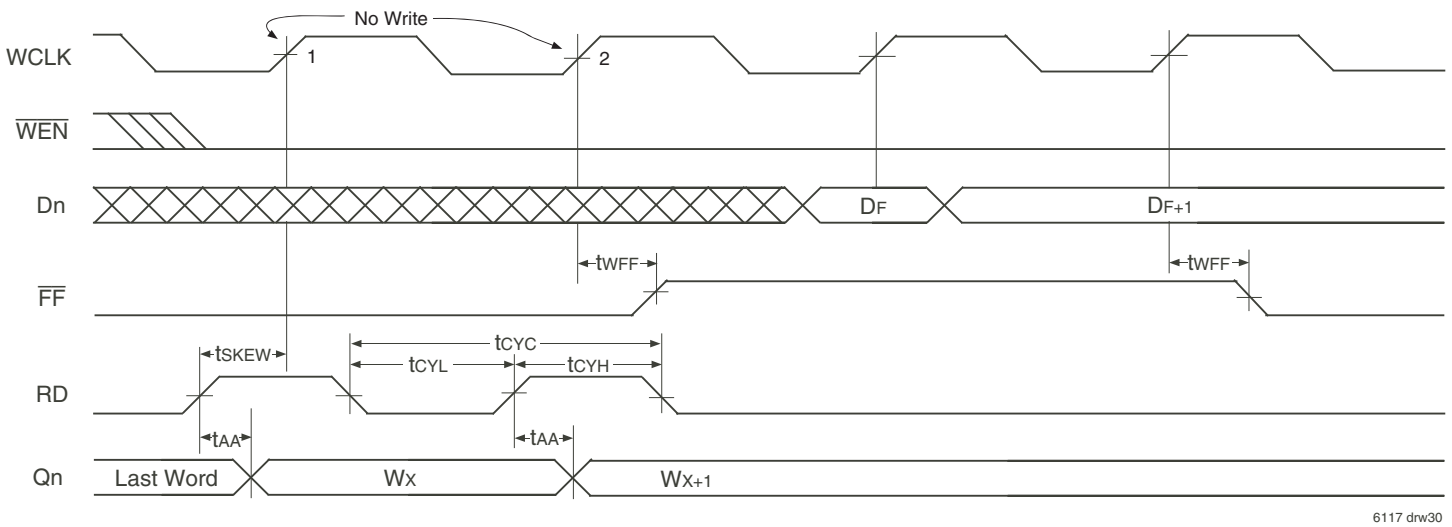 No Write
WCLK 1 2
WEN
Dn DF DF+1
tWFF tWFF
FF
tSKEW tCYC
tCYL tCYH
RD
tAA tAA
Qn Last Word WX WX+1
6117 drw30